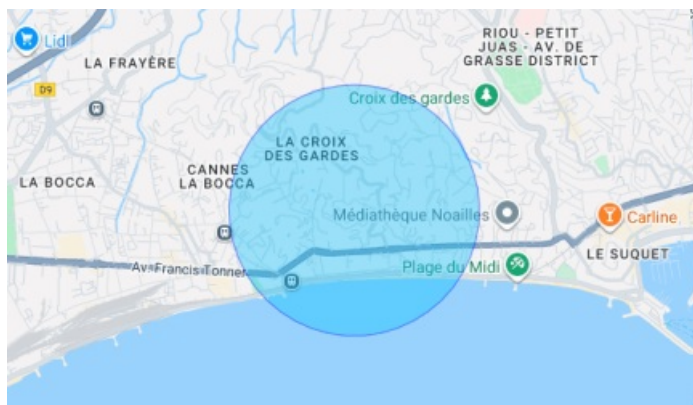 Lidl
RIOU - PETIT
JUAS - AV. DE
GRASSE DISTRICT
LA FRAYÈRE
D9
Croix des gardes
LA CROIX
DES GARDES
CANNES
LA BOCCA
LA BOCCA
Médiathèque Noailles
Carline
LE SUQUET
Av. Francis Tonner
Plage du Midi